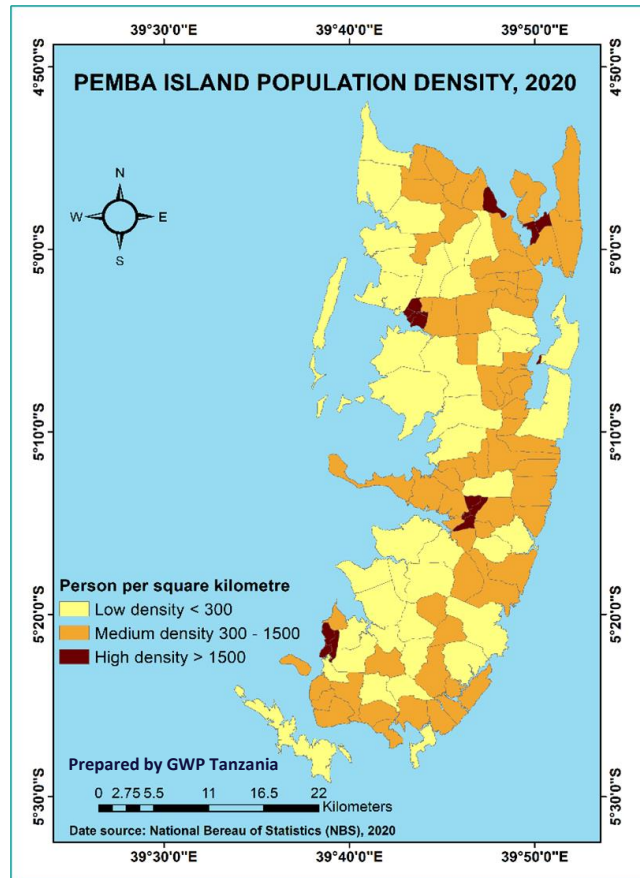 39°30'0"E 39°40'0"E 39°50'0"E
PEMBA ISLAND POPULATION DENSITY, 2020
4°50'0"S 4°50'0"S
N
W E
S
5°0'0"S 5°0'0"S
5°10'0"S 5°10'0"S
Person per square kilometre
Low density < 300
Medium density 300 - 1500
High density > 1500
5°20'0"S 5°20'0"S
Prepared by GWP Tanzania
0 2.75 5.5 11 16.5 22
Kilometers
Date source: National Bereau of Statistics (NBS), 2020
5°30'0"S 5°30'0"S
39°30'0"E 39°40'0"E 39°50'0"E